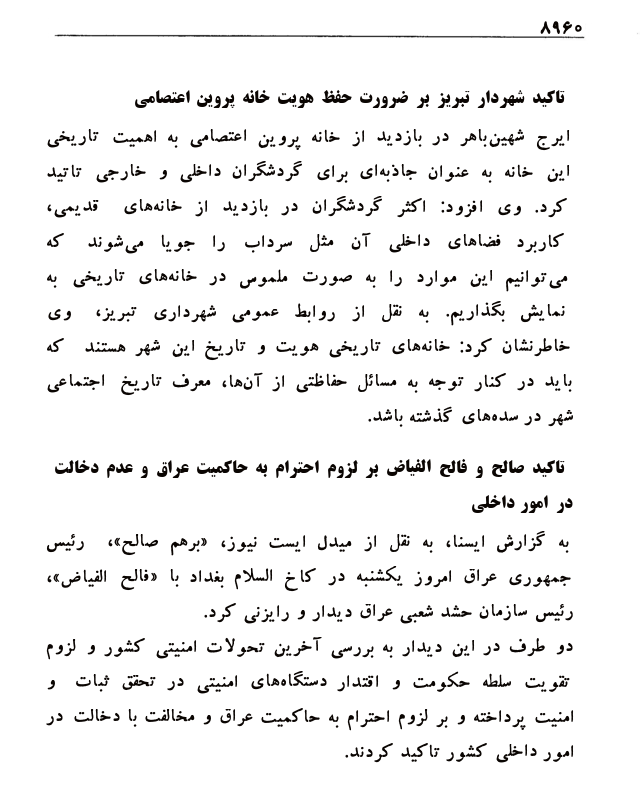 ۸۹۶۰
تاکید شهردار تبریز بر ضرورت حفظ هویت خانه پروین اعتصامی
ایرج شهین‌باهر در بازدید از خانه پروین اعتصامی به اهمیت تاریخی
این خانه به عنوان جاذبه‌ای برای گردشگران داخلی و خارجی تاتید
کرد. وی افزود: اکثر گردشگران در بازدید از خانه‌های قدیمی،
کاربرد فضاهای داخلی آن مثل سرداب را جویا می‌شوند که
می‌توانیم این موارد را به صورت ملموس در خانه‌های تاریخی به
نمایش بگذاریم. به نقل از روابط عمومی شهرداری تبریز، وی
خاطرنشان کرد: خانه‌های تاریخی هویت و تاریخ این شهر هستند که
باید در کنار توجه به مسائل حفاظتی از آن‌ها، معرف تاریخ اجتماعی
شهر در سده‌های گذشته باشد.
تاکید صالح و فالح الفیاض بر لزوم احترام به حاکمیت عراق و عدم دخالت
در امور داخلی
به گزارش ایسنا، به نقل از میدل ایست نیوز، «برهم صالح»، رئیس
جمهوری عراق امروز یکشنبه در کاخ السلام بغداد با «فالح الفیاض»،
رئیس سازمان حشد شعبی عراق دیدار و رایزنی کرد.
دو طرف در این دیدار به بررسی آخرین تحولات امنیتی کشور و لزوم
تقویت سلطه حکومت و اقتدار دستگاه‌های امنیتی در تحقق ثبات و
امنیت پرداخته و بر لزوم احترام به حاکمیت عراق و مخالفت با دخالت در
امور داخلی کشور تاکید کردند.